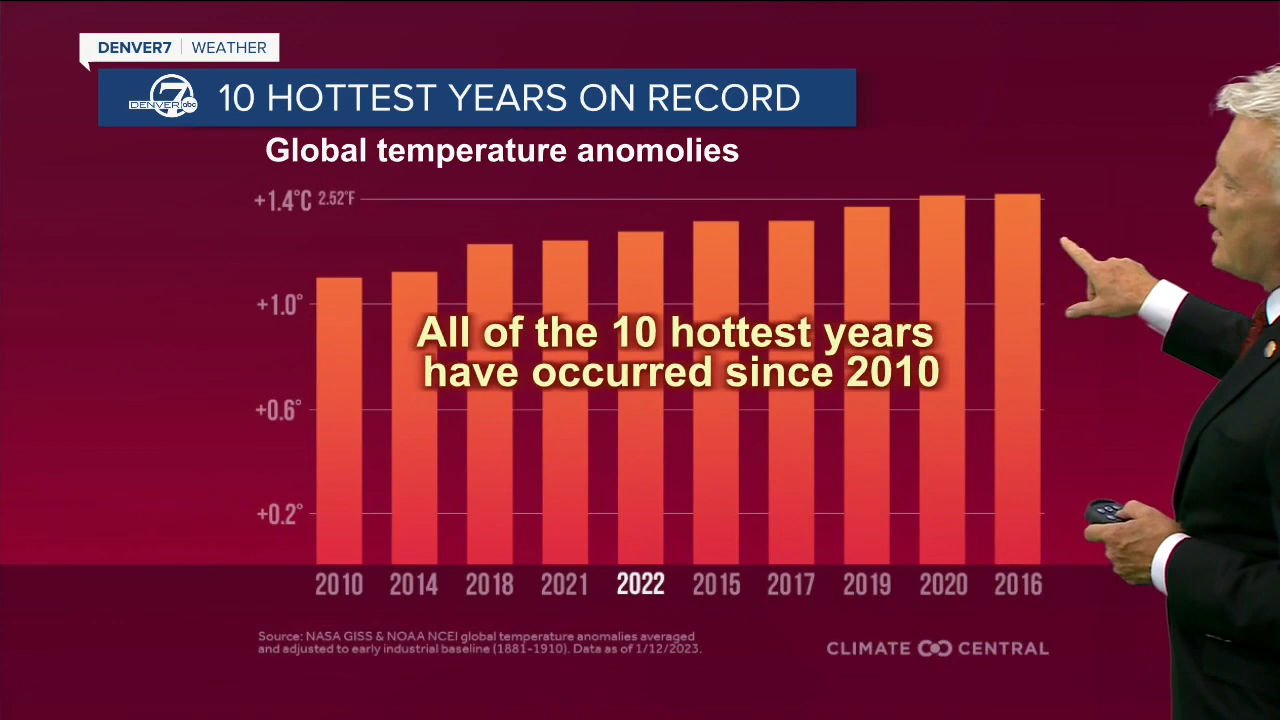 DENVER7 | WEATHER
7 DENVER abc 10 HOTTEST YEARS ON RECORD
Global temperature anomolies
+1.4°C 2.52°F
+1.0°
All of the 10 hottest years
have occurred since 2010
+0.6°
+0.2°
2010 2014 2018 2021 2022 2015 2017 2019 2020 2016
Source: NASA GISS & NOAA NCEI global temperature anomalies averaged
and adjusted to early industrial baseline (1881-1910). Data as of 1/12/2023.
CLIMATE CENTRAL